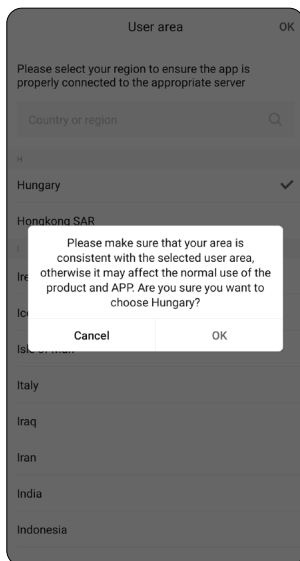 User area
OK
Please select your region to ensure the app is
properly connected to the appropriate server
Country or region
H
Hungary
Hongkong SAR
I
Please make sure that your area is
consistent with the selected user area,
otherwise it may affect the normal use of the
product and APP. Are you sure you want to
choose Hungary?
Cancel
OK
Isle of Man
Italy
Iraq
Iran
India
Indonesia